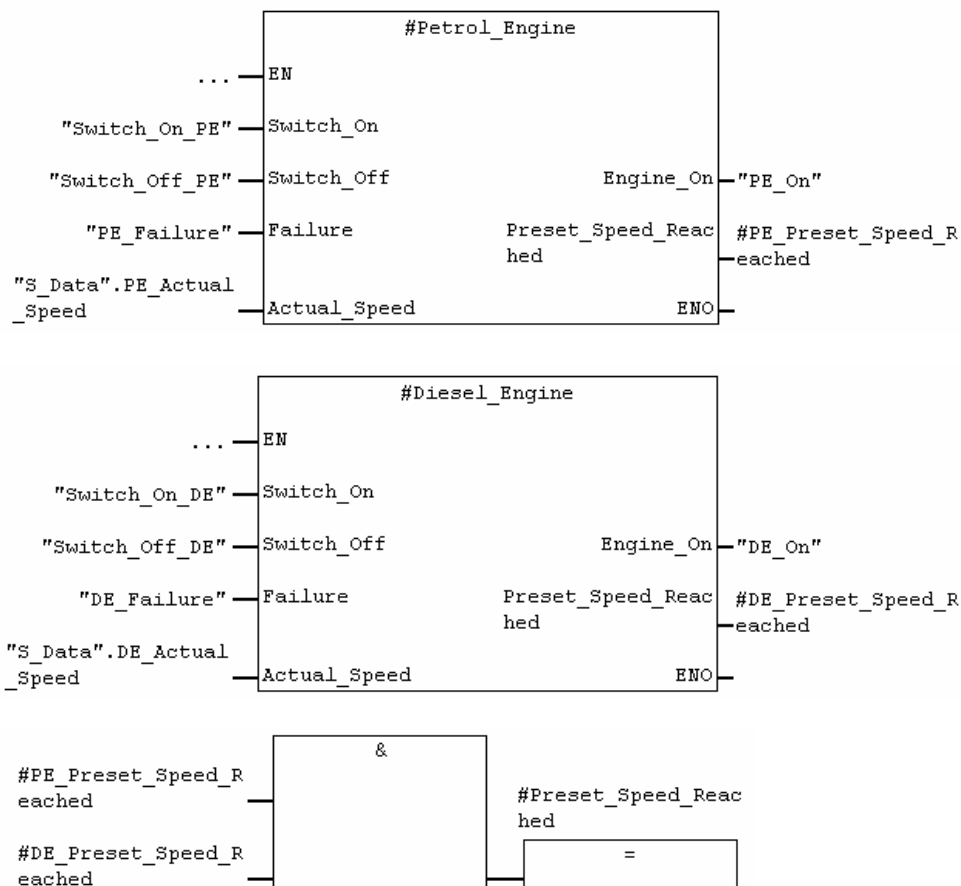 #Petrol_Engine
... EN
"Switch_On_PE" Switch_On
"Switch_Off_PE" Switch_Off Engine_On "PE_On"
"PE_Failure" Failure Preset_Speed_Reac #PE_Preset_Speed_R
hed eached
"S_Data".PE_Actual
_Speed Actual_Speed ENO
#Diesel_Engine
... EN
"Switch_On_DE" Switch_On
"Switch_Off_DE" Switch_Off Engine_On "DE_On"
"DE_Failure" Failure Preset_Speed_Reac #DE_Preset_Speed_R
hed eached
"S_Data".DE_Actual
_Speed Actual_Speed ENO
&
#PE_Preset_Speed_R
eached
#Preset_Speed_Reac
hed
#DE_Preset_Speed_R
eached
=